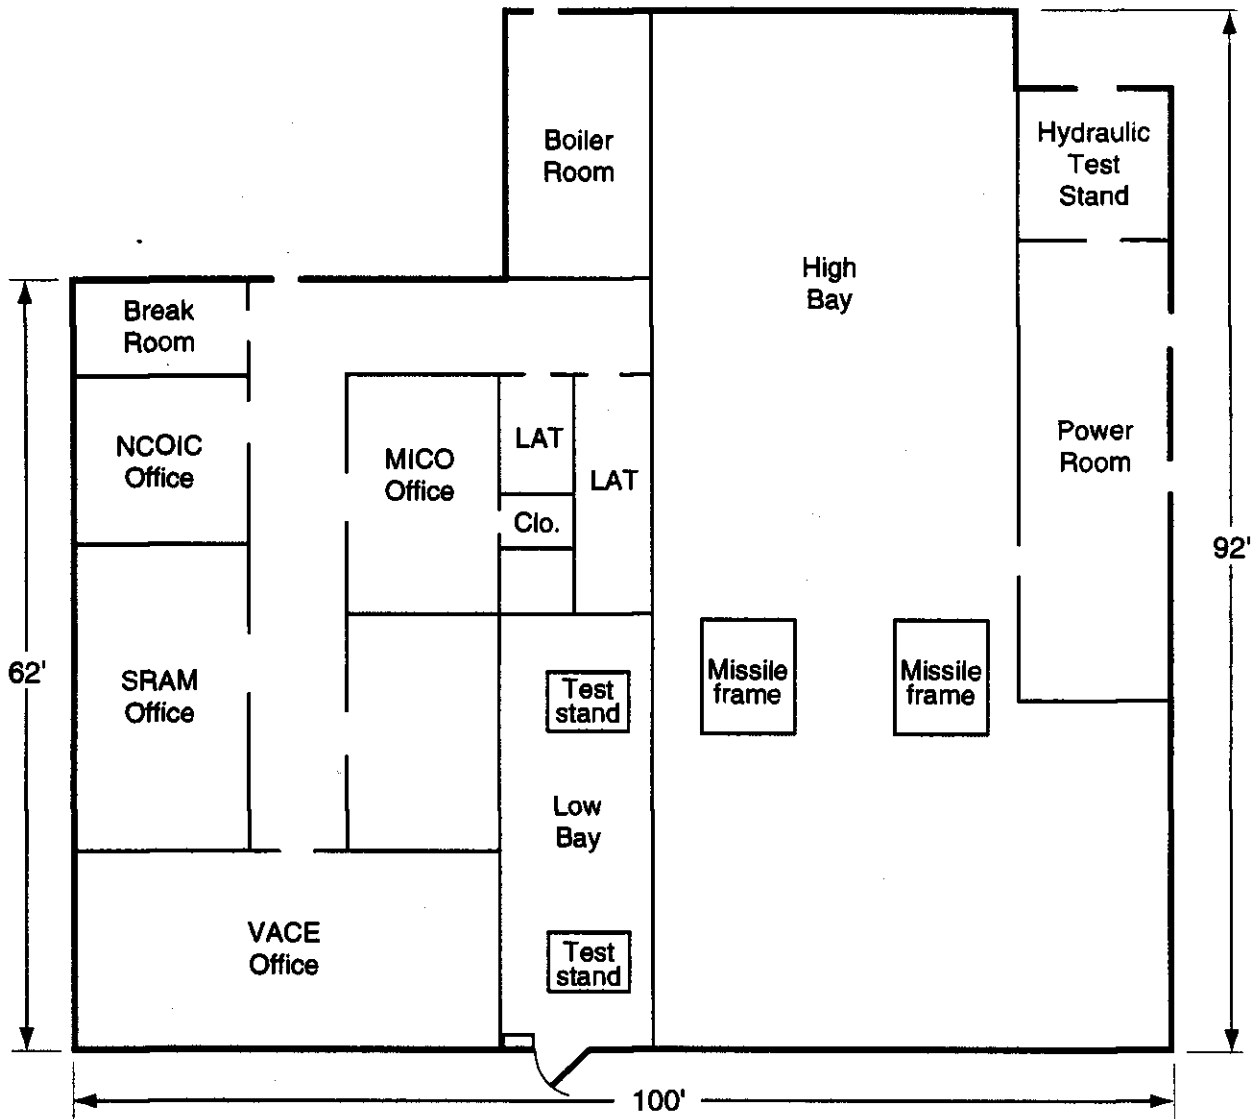 Boiler
Room
Hydraulic
Test
Stand
High
Bay
Break
Room
NCOIC
Office
MICO
Office
LAT
LAT
Clo.
Power
Room
92'
62'
SRAM
Office
Test
stand
Missile
frame
Missile
frame
Low
Bay
VACE
Office
Test
stand
100'